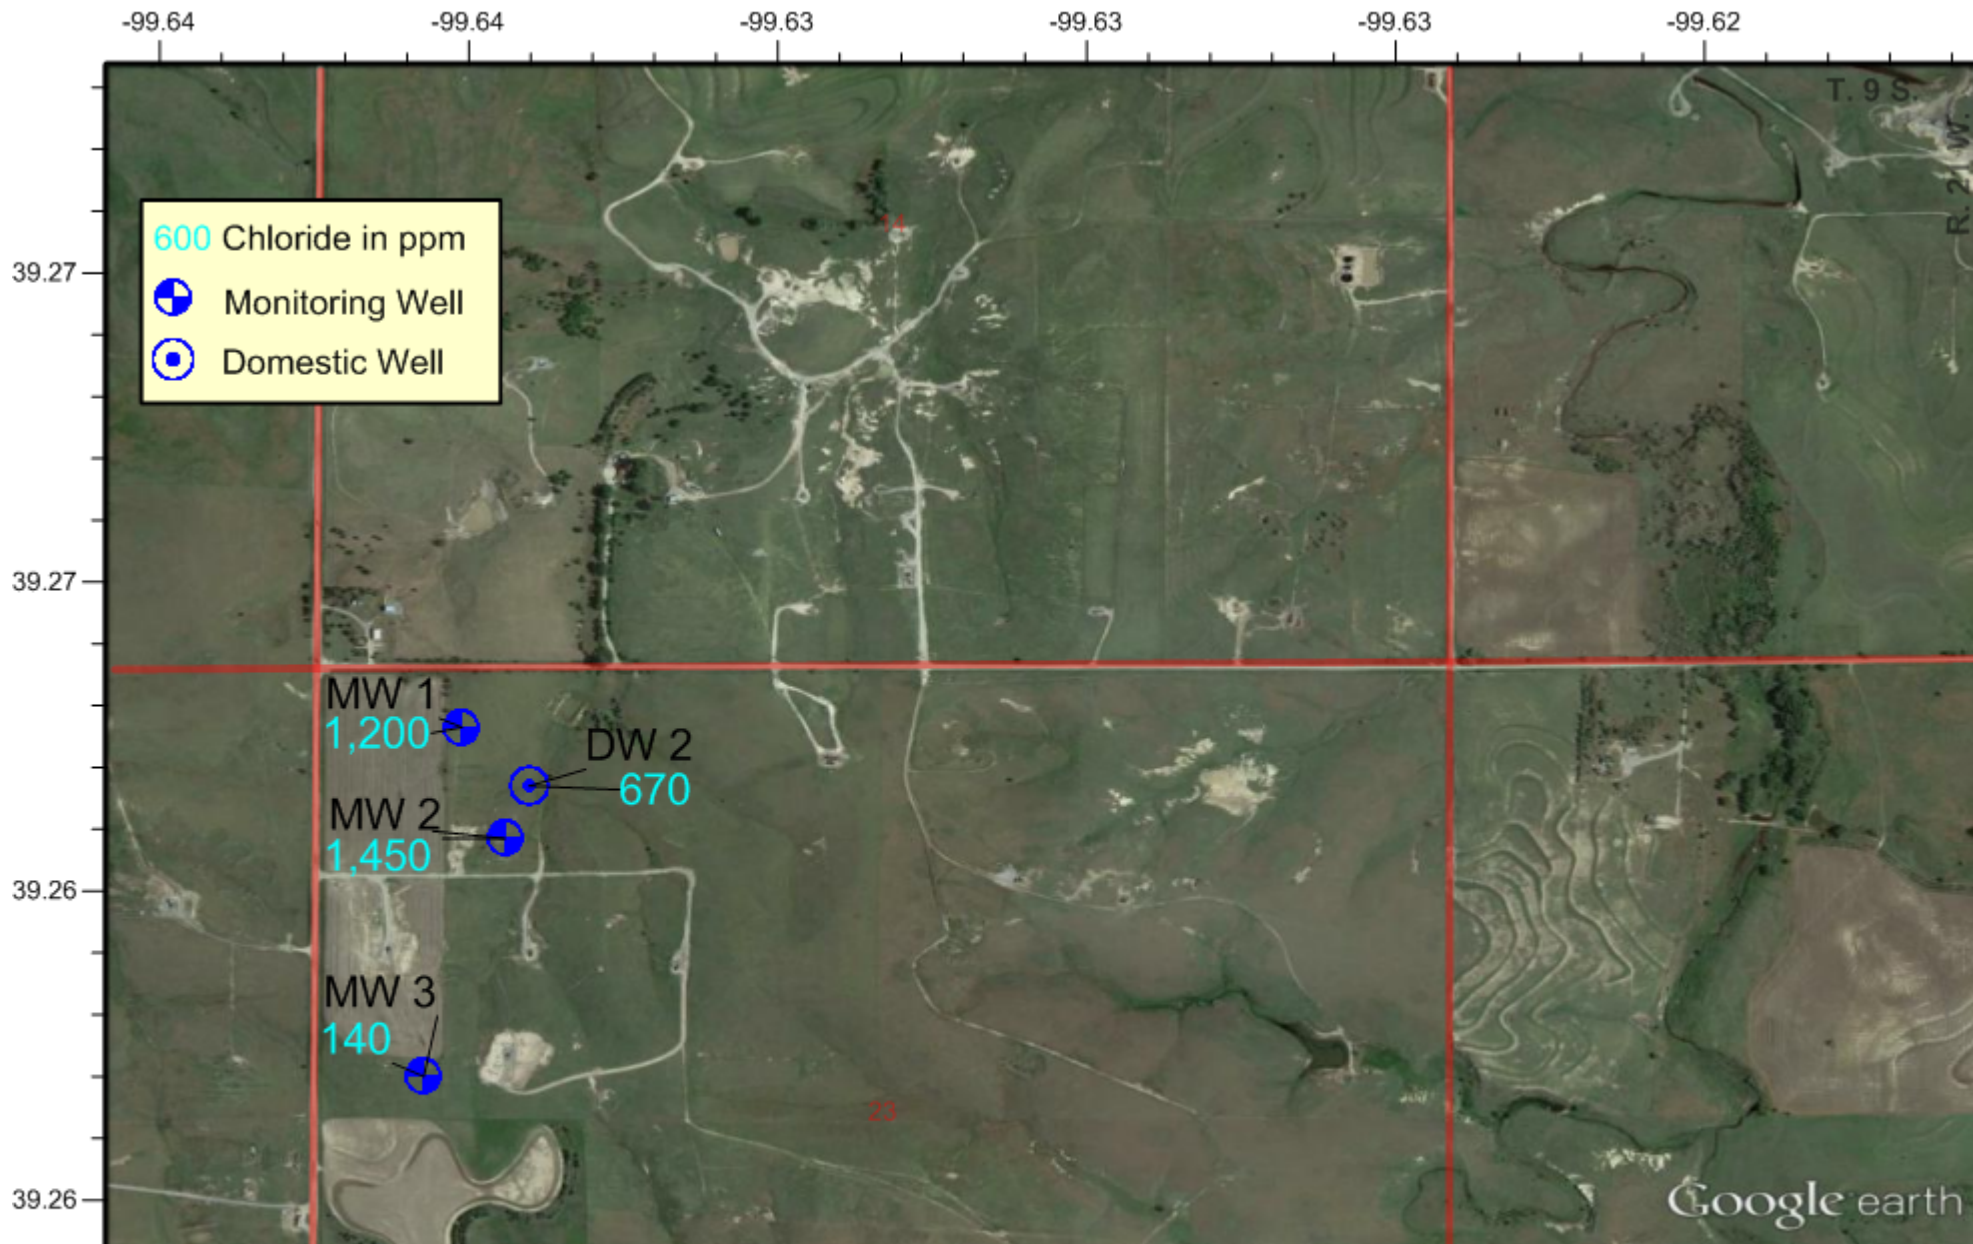 -99.64 -99.64 -99.63 -99.63 -99.63 -99.62
T. 9 S.
14
600 Chloride in ppm
39.27
Monitoring Well
Domestic Well
39.27
MW 1
1,200
DW 2
670
MW 2
1,450
39.26
MW 3
140
23
39.26
Google earth